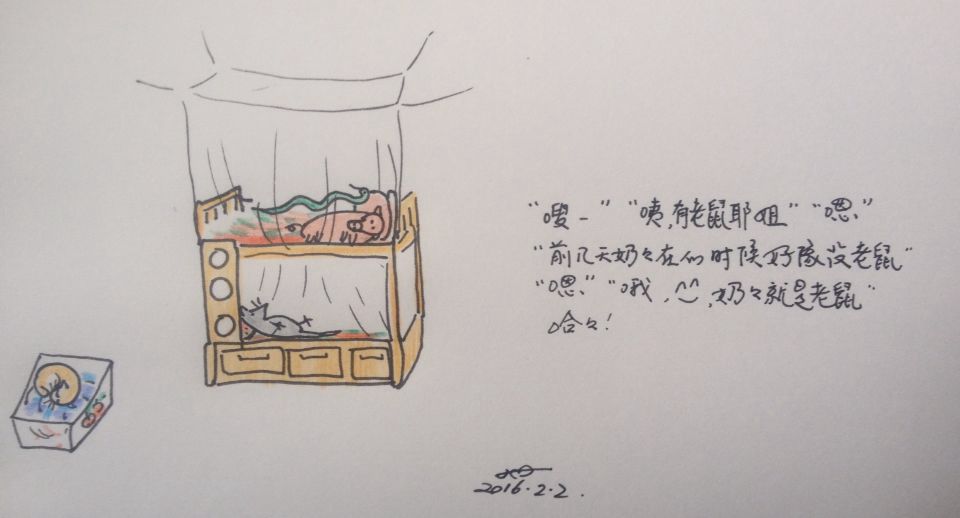 "嗖—" "咦,有老鼠耶姐" "嗯"
"前几天奶々在的时候好像没老鼠"
"嗯" "哦,^^,奶々就是老鼠"
哈々!
2016.2.2.